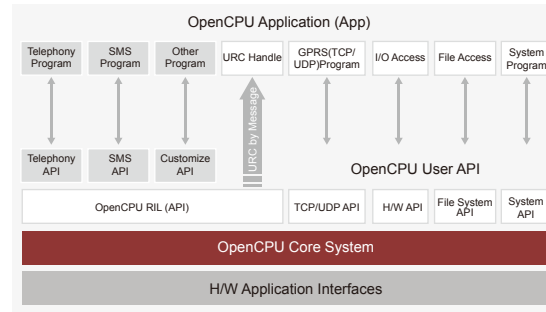 OpenCPU Application (App)
Telephony
Program
SMS
Program
Other
Program
URC Handle
GPRS(TCP/
UDP)Program
I/O Access
File Access
System
Program
URC by Message
Telephony
API
SMS
API
Customize
API
OpenCPU User API
OpenCPU RIL (API)
TCP/UDP API
H/W API
File System
API
System
API
OpenCPU Core System
H/W Application Interfaces